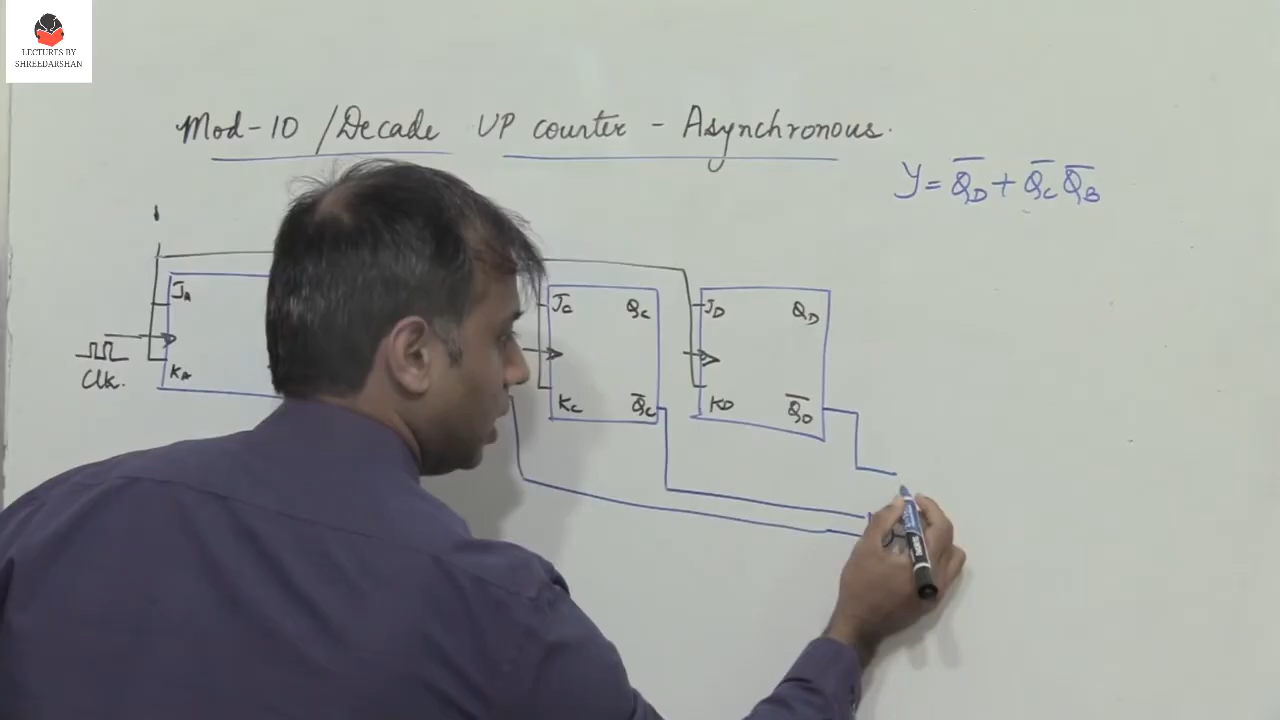 LECTURES BY
SHREEDARSHAN
Mod-10 /Decade UP counter - Asynchronous.
Y = Q̅D + Q̅C Q̅B
JA
KA
Clk.
JC QC
KC Q̅C
JD QD
KD Q̅D